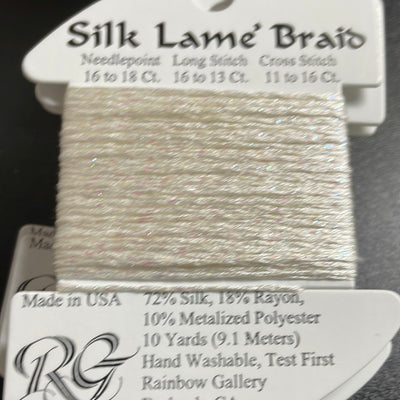 Silk Lame' Braid
Needlepoint Long Stitch Cross Stitch
16 to 18 Ct. 16 to 13 Ct. 11 to 16 Ct.
Made in USA
72% Silk, 18% Rayon,
10% Metalized Polyester
10 Yards (9.1 Meters)
Hand Washable, Test First
Rainbow Gallery
RG